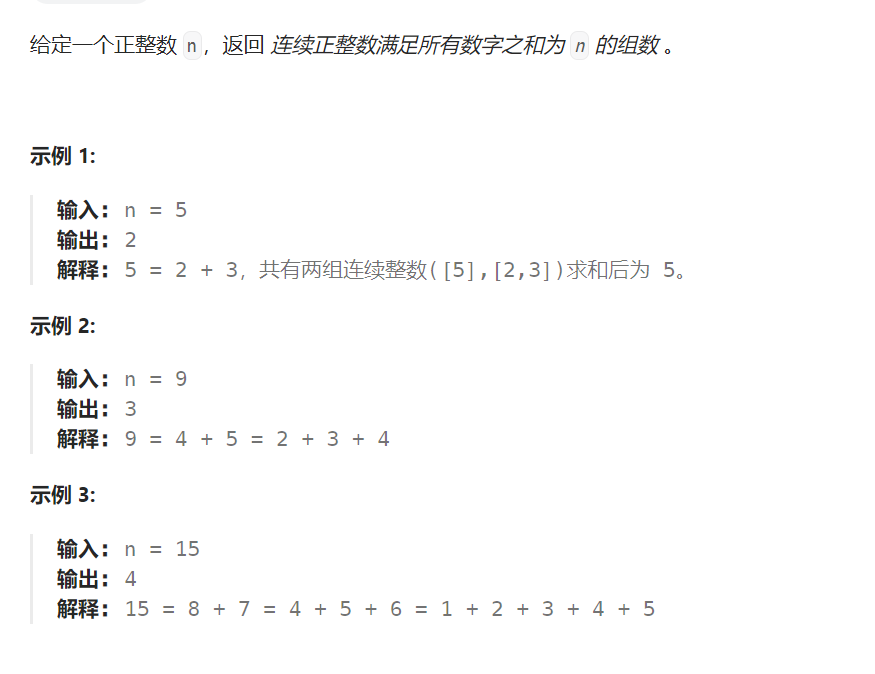 给定一个正整数 n，返回 连续正整数满足所有数字之和为 n 的组数 。
示例 1:
输入: n = 5
输出: 2
解释: 5 = 2 + 3，共有两组连续整数([5],[2,3])求和后为 5。
示例 2:
输入: n = 9
输出: 3
解释: 9 = 4 + 5 = 2 + 3 + 4
示例 3:
输入: n = 15
输出: 4
解释: 15 = 8 + 7 = 4 + 5 + 6 = 1 + 2 + 3 + 4 + 5